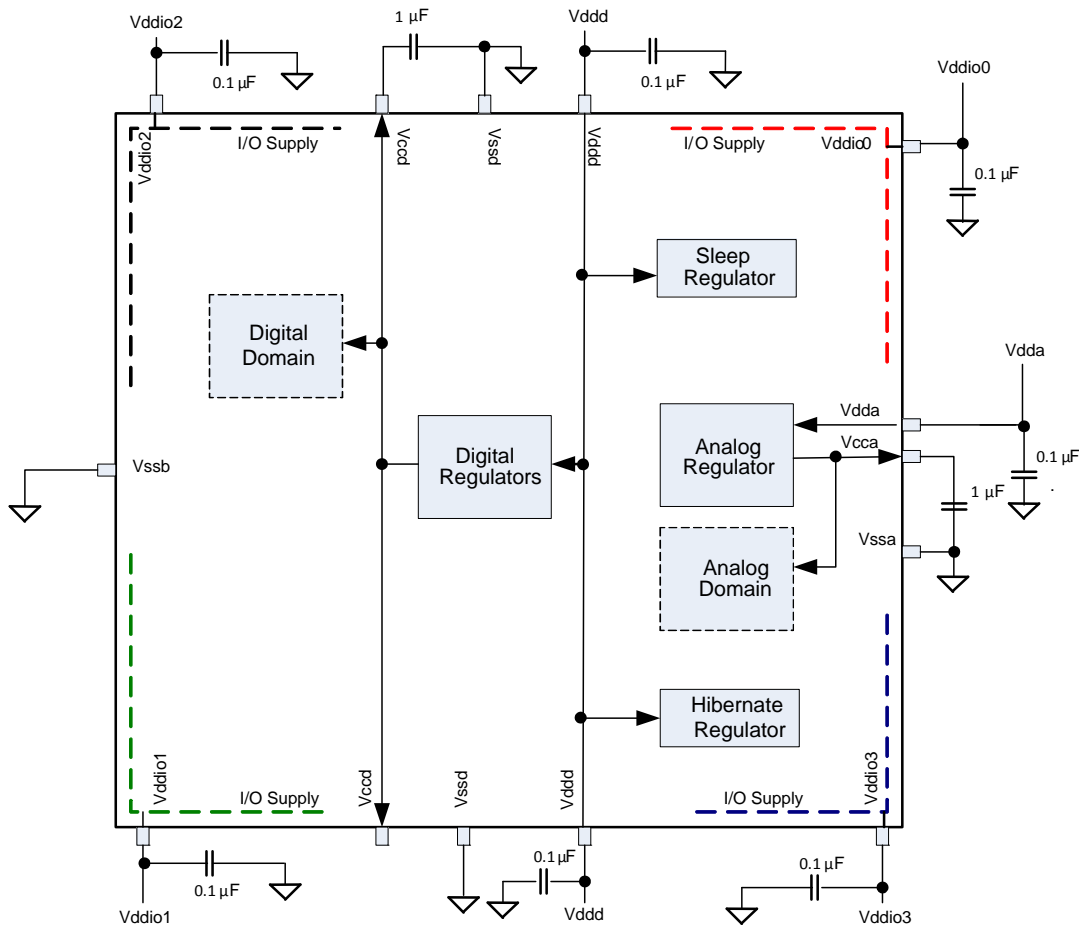 Vddio2
1 µF
Vddd
0.1 µF
0.1 µF
Vddio0
0.1 µF
I/O Supply
I/O Supply
Vddio0
Vddio2
Vccd
Vssd
Vddd
Sleep
Regulator
Digital
Domain
Vdda
Vdda
Vcca
Analog
Regulator
Digital
Regulators
0.1 µF
1 µF
.
Vssb
Vssa
Analog
Domain
Hibernate
Regulator
Vddio1
Vccd
Vssd
Vddd
Vddio3
I/O Supply
I/O Supply
0.1 µF
0.1 µF
0.1 µF
Vddio1
Vddd
Vddio3